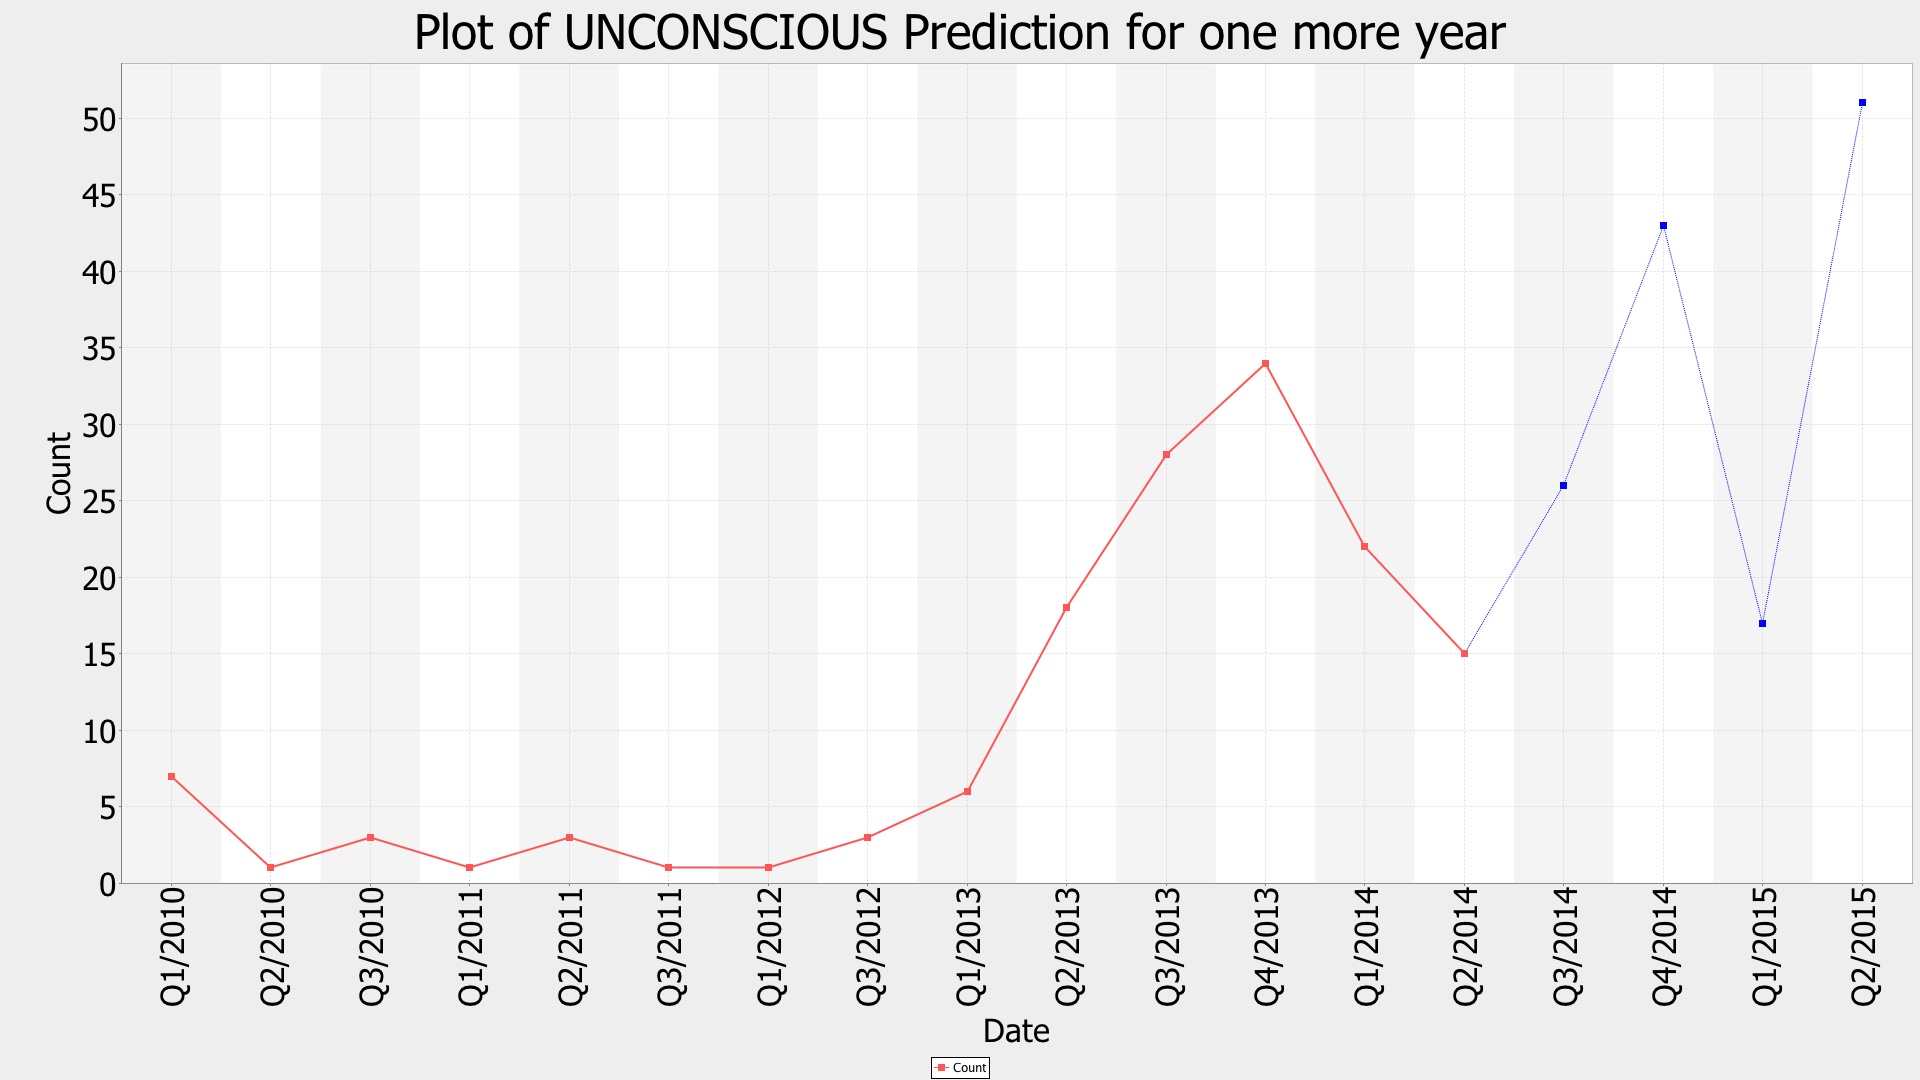 Plot of UNCONSCIOUS Prediction for one more year
Count
50
45
40
35
30
25
20
15
10
5
0
Q1/2010
Q2/2010
Q3/2010
Q1/2011
Q2/2011
Q3/2011
Q1/2012
Q3/2012
Q1/2013
Q2/2013
Q3/2013
Q4/2013
Q1/2014
Q2/2014
Q3/2014
Q4/2014
Q1/2015
Q2/2015
Date
Count